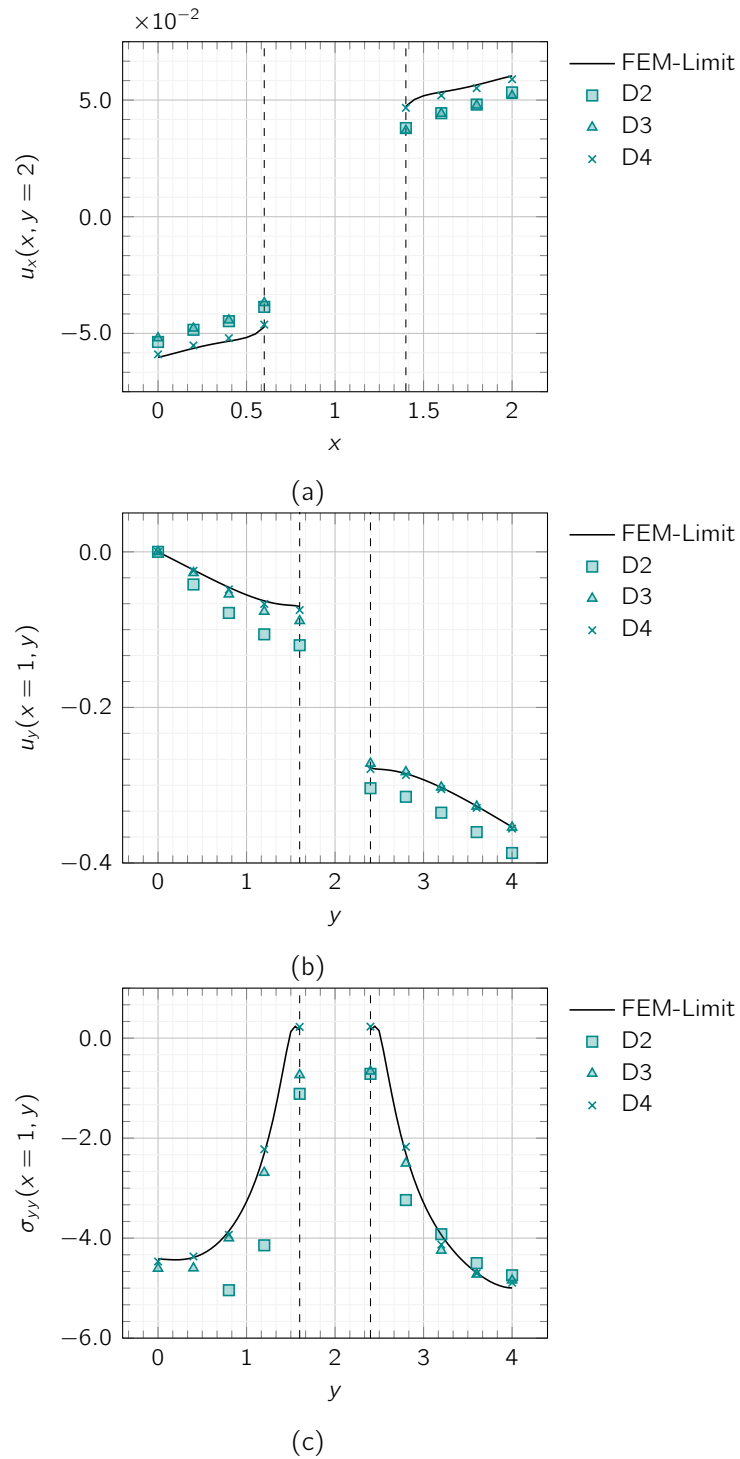 ×10⁻²
5.0
0.0
−5.0
u_x(x, y = 2)
0 0.5 1 1.5 2
x
FEM-Limit
D2
D3
D4
(a)
0.0
−0.2
−0.4
u_y(x = 1, y)
0 1 2 3 4
y
FEM-Limit
D2
D3
D4
(b)
0.0
−2.0
−4.0
−6.0
σ_yy(x = 1, y)
0 1 2 3 4
y
FEM-Limit
D2
D3
D4
(c)